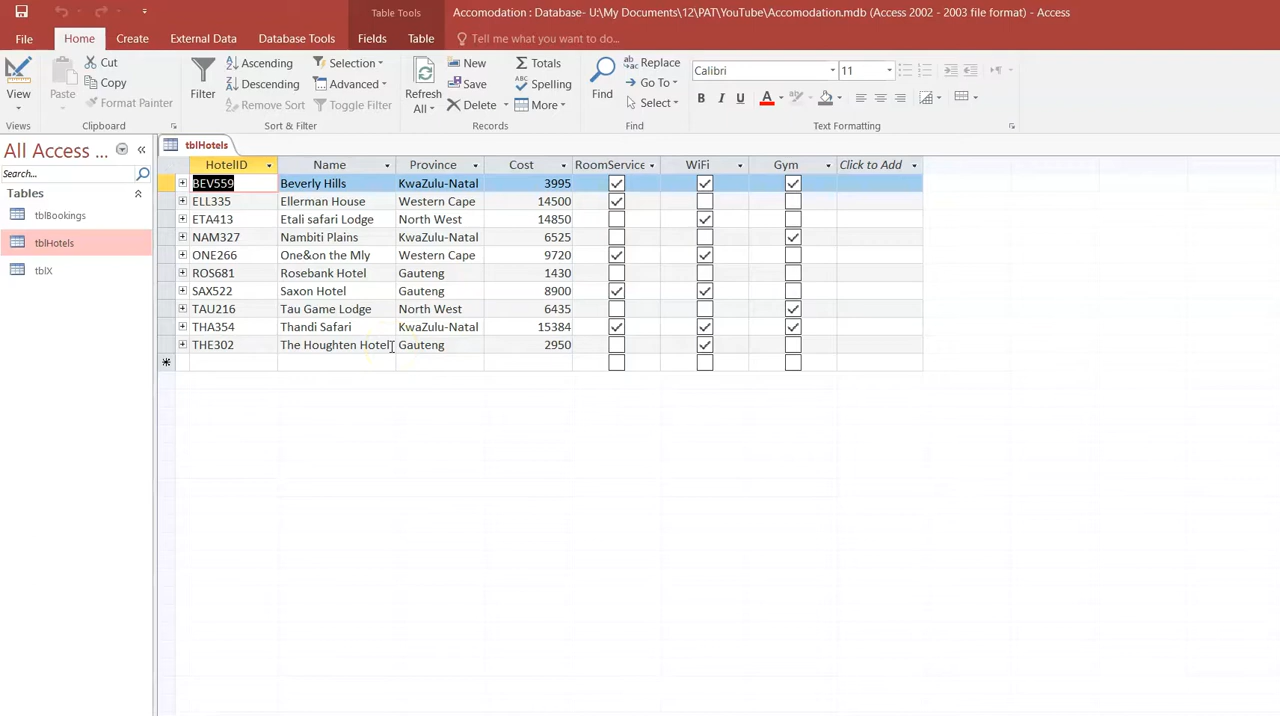 Table Tools
Accomodation : Database- U:\My Documents\12\PAT\YouTube\Accomodation.mdb (Access 2002 - 2003 file format) - Access
File Home Create External Data Database Tools Fields Table Tell me what you want to do...
View
Views
Paste
Cut
Copy
Format Painter
Clipboard
Filter
Ascending
Descending
Remove Sort
Selection
Advanced
Toggle Filter
Sort & Filter
Refresh
All
New
Save
Delete
Totals
Spelling
More
Records
Find
Replace
Go To
Select
Find
Calibri 11
B I U A
Text Formatting
All Access ...
Search...
Tables
tblBookings
tblHotels
tblX
tblHotels
HotelID Name Province Cost RoomService WiFi Gym Click to Add
BEV559 Beverly Hills KwaZulu-Natal 3995
ELL335 Ellerman House Western Cape 14500
ETA413 Etali safari Lodge North West 14850
NAM327 Nambiti Plains KwaZulu-Natal 6525
ONE266 One&on the Mly Western Cape 9720
ROS681 Rosebank Hotel Gauteng 1430
SAX522 Saxon Hotel Gauteng 8900
TAU216 Tau Game Lodge North West 6435
THA354 Thandi Safari KwaZulu-Natal 15384
THE302 The Houghten Hotel Gauteng 2950